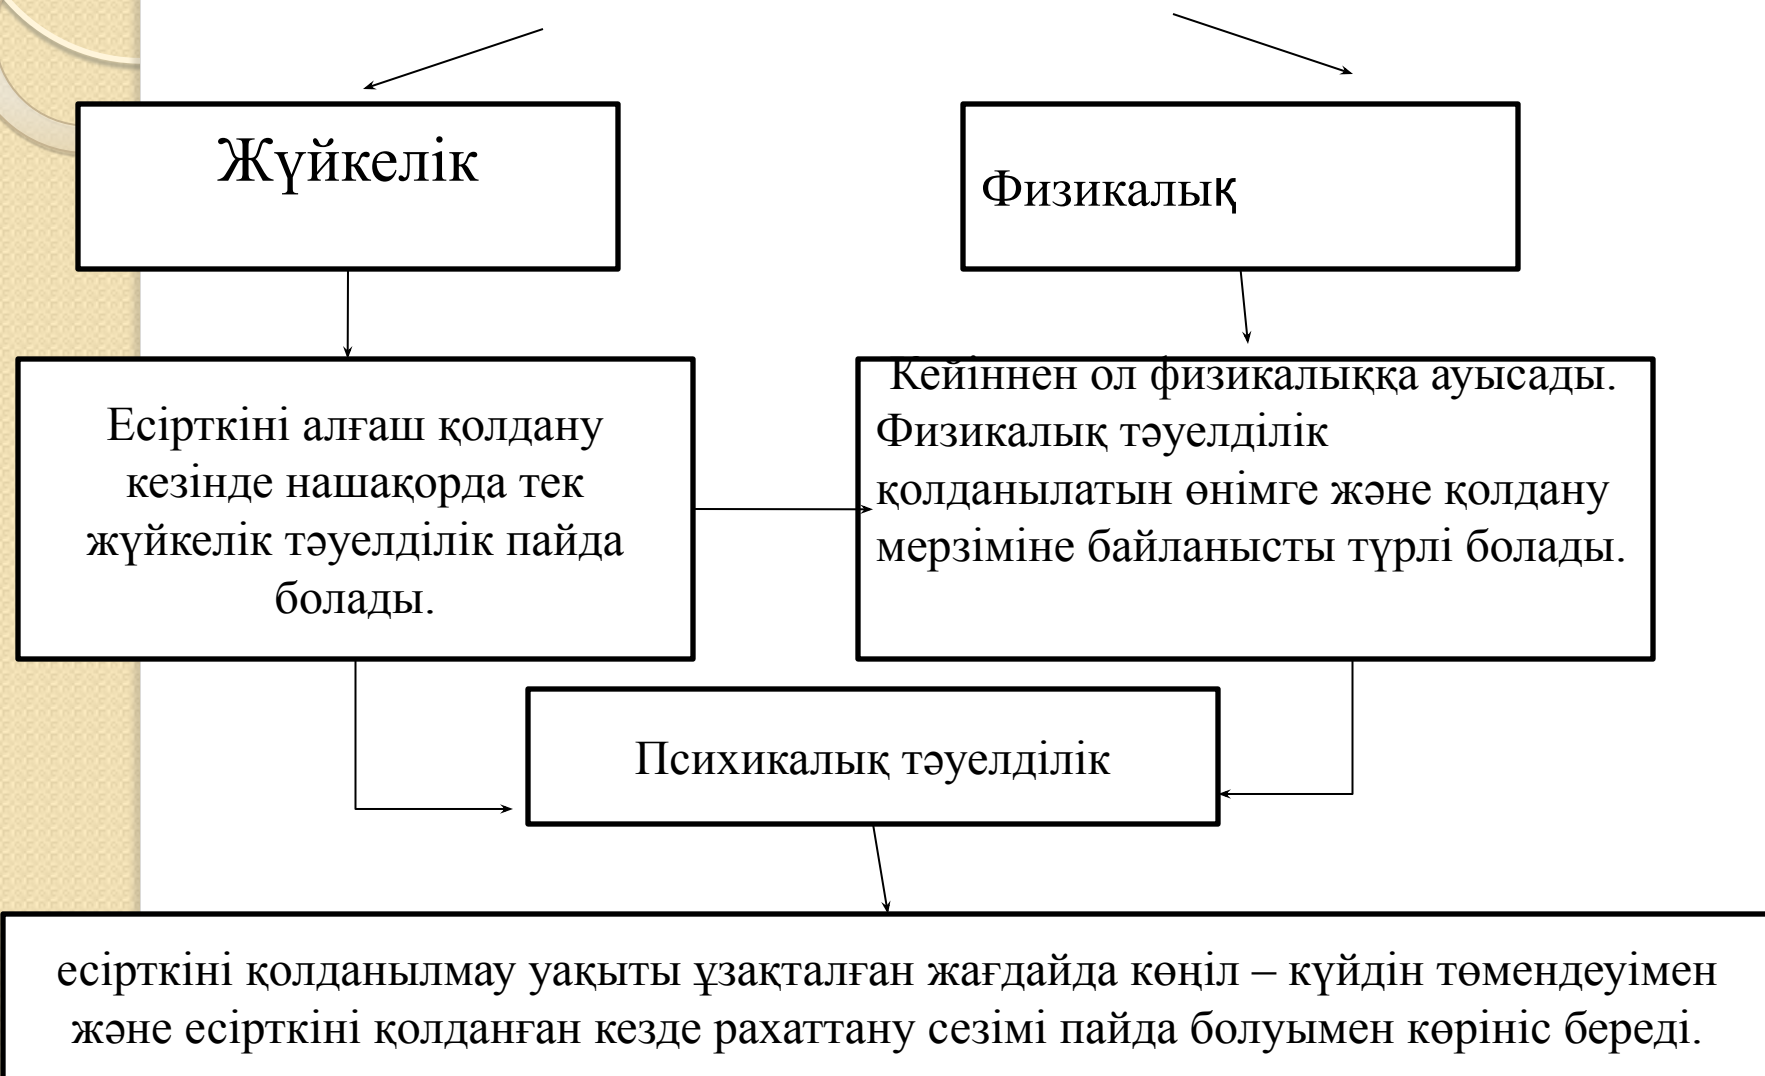 Жүйкелік
Физикалық
Есірткіні алғаш қолдану
кезінде нашақорда тек
жүйкелік тәуелділік пайда
болады.
Кейіннен ол физикалыққа ауысады.
Физикалық тәуелділік
қолданылатын өнімге және қолдану
мерзіміне байланысты түрлі болады.
Психикалық тәуелділік
есірткіні қолданылмау уақыты ұзақталған жағдайда көңіл – күйдін төмендеуімен
және есірткіні қолданған кезде рахаттану сезімі пайда болуымен көрініс береді.